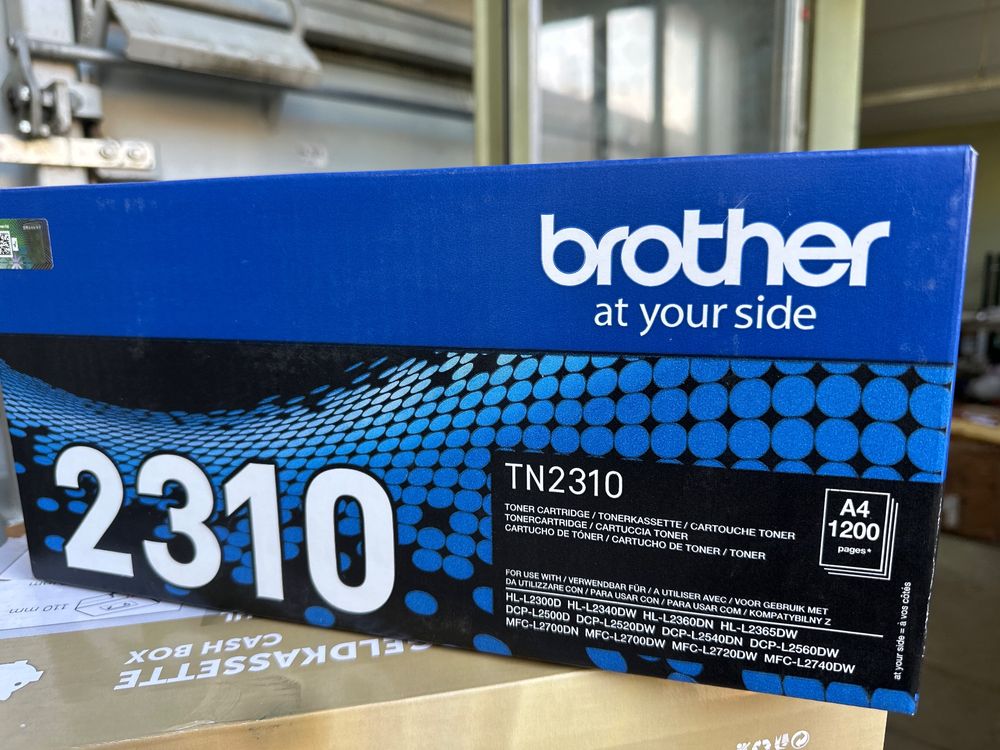 brother
at your side
2310
TN2310
TONER CARTRIDGE / TONERKASSETTE / CARTOUCHE TONER
TONERCARTRIDGE / CARTUCCIA TONER
CARTUCHO DE TÓNER / CARTUCHO DE TONER / TONER
A4
1200
pages*
FOR USE WITH / VERWENDBAR FÜR / A UTILISER AVEC / VOOR GEBRUIK MET
DA UTILIZZARE CON / PARA USAR CON / PARA USAR COM / KOMPATYBILNY Z
HL-L2300D HL-L2340DW HL-L2360DN HL-L2365DW
DCP-L2500D DCP-L2520DW DCP-L2540DN DCP-L2560DW
MFC-L2700DN MFC-L2700DW MFC-L2720DW MFC-L2740DW
at your side = à vos côtés
110 mm
GELDKASSETTE
CASH BOX